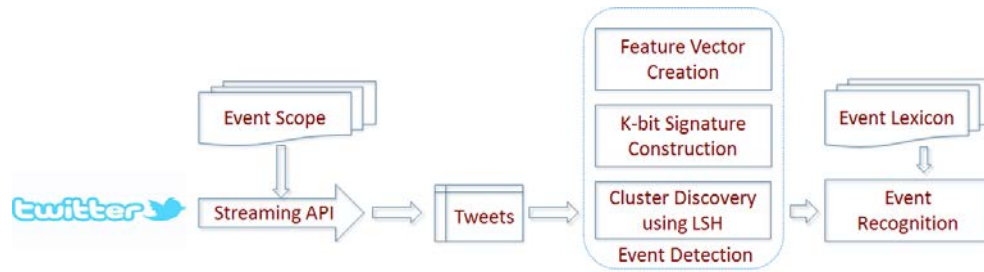 Event Scope
twitter
Streaming API
Tweets
Feature Vector
Creation
K-bit Signature
Construction
Cluster Discovery
using LSH
Event Detection
Event Lexicon
Event
Recognition